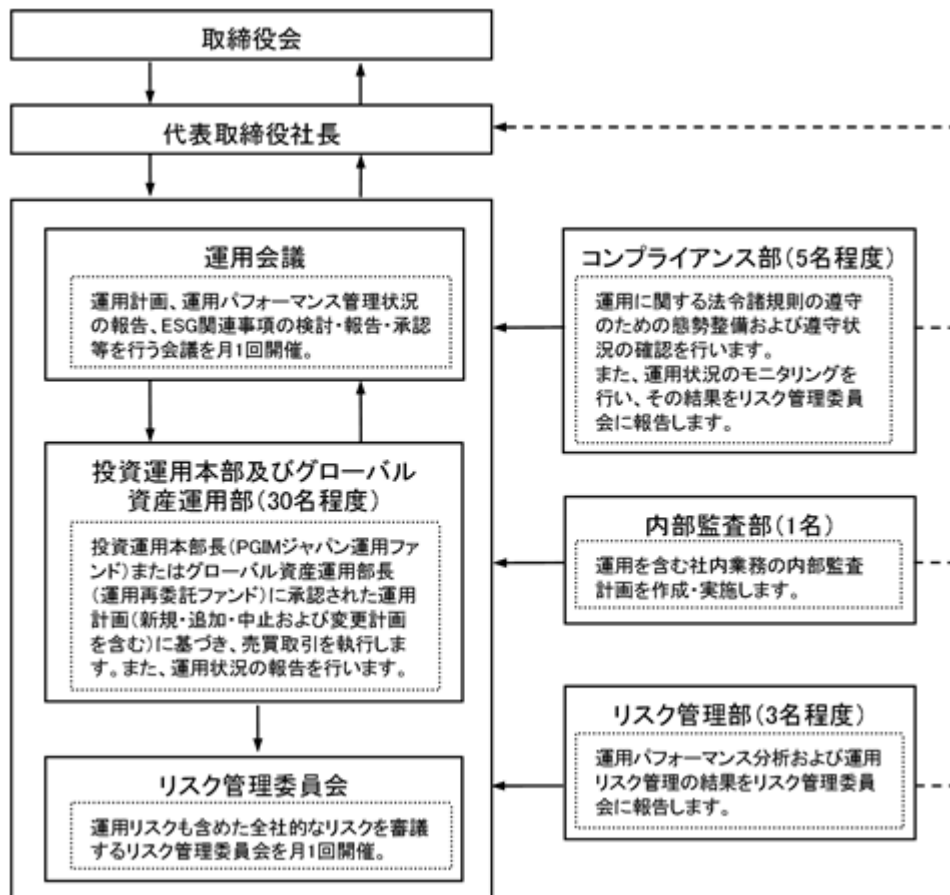 取締役会
代表取締役社長
運用会議
運用計画、運用パフォーマンス管理状況
の報告、ESG関連事項の検討・報告・承認
等を行う会議を月1回開催。
投資運用本部及びグローバル
資産運用部(30名程度)
投資運用本部長(PGIMジャパン運用ファ
ンド)またはグローバル資産運用部長
(運用再委託ファンド)に承認された運用
計画(新規・追加・中止および変更計画
を含む)に基づき、売買取引を執行しま
す。また、運用状況の報告を行います。
リスク管理委員会
運用リスクも含めた全社的なリスクを審議
するリスク管理委員会を月1回開催。
コンプライアンス部(5名程度)
運用に関する法令諸規則の遵守
のための態勢整備および遵守状
況の確認を行います。
また、運用状況のモニタリングを
行い、その結果をリスク管理委員
会に報告します。
内部監査部(1名)
運用を含む社内業務の内部監査
計画を作成・実施します。
リスク管理部(3名程度)
運用パフォーマンス分析および運用
リスク管理の結果をリスク管理委員
会に報告します。